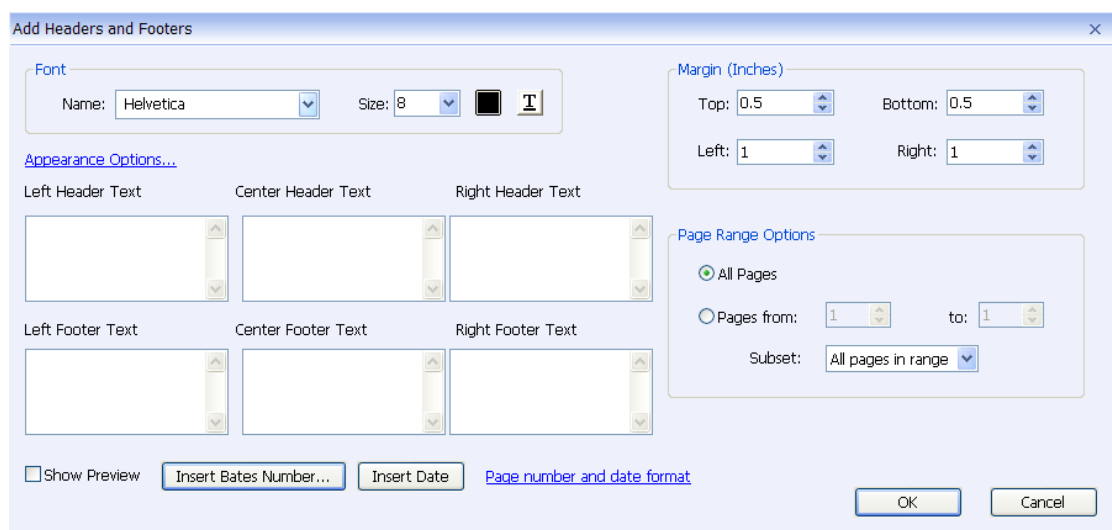 Add Headers and Footers
Font
Name: Helvetica Size: 8 T
Appearance Options...
Left Header Text Center Header Text Right Header Text
Left Footer Text Center Footer Text Right Footer Text
Show Preview Insert Bates Number... Insert Date Page number and date format
Margin (Inches)
Top: 0.5 Bottom: 0.5
Left: 1 Right: 1
Page Range Options
All Pages
Pages from: 1 to: 1
Subset: All pages in range
OK Cancel